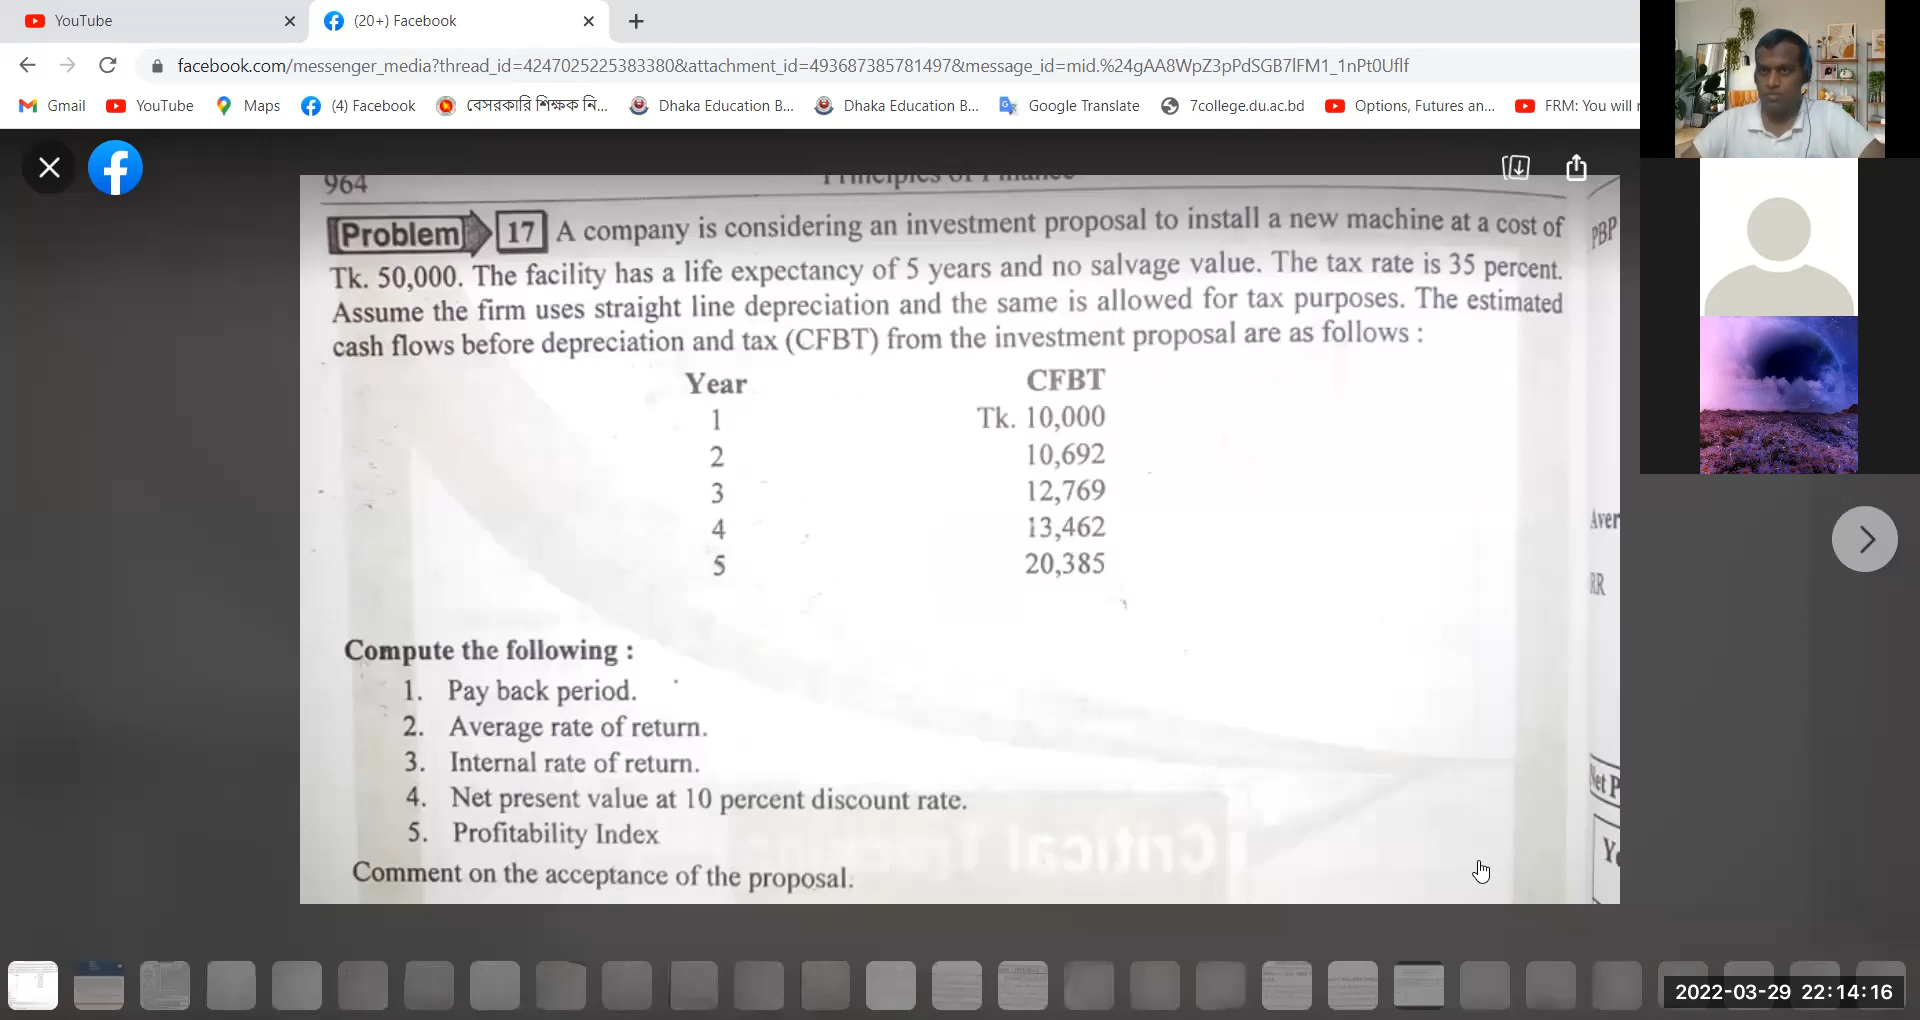 YouTube
(20+) Facebook
facebook.com/messenger_media?thread_id=4247025225383380&attachment_id=493687385781497&message_id=mid.%24gAA8WpZ3pPdSGB7lFM1_1nPt0UfIf
Gmail YouTube Maps (4) Facebook বেসরকারি শিক্ষক নি... Dhaka Education B... Dhaka Education B... Google Translate 7college.du.ac.bd Options, Futures an... FRM: You will
964 Principles of Finance
Problem 17 A company is considering an investment proposal to install a new machine at a cost of
Tk. 50,000. The facility has a life expectancy of 5 years and no salvage value. The tax rate is 35 percent.
Assume the firm uses straight line depreciation and the same is allowed for tax purposes. The estimated
cash flows before depreciation and tax (CFBT) from the investment proposal are as follows :
Year CFBT
1 Tk. 10,000
2 10,692
3 12,769
4 13,462
5 20,385
Compute the following :
1. Pay back period.
2. Average rate of return.
3. Internal rate of return.
4. Net present value at 10 percent discount rate.
5. Profitability Index
Comment on the acceptance of the proposal.
PBP
Aver
RR
Net P
2022-03-29 22:14:16